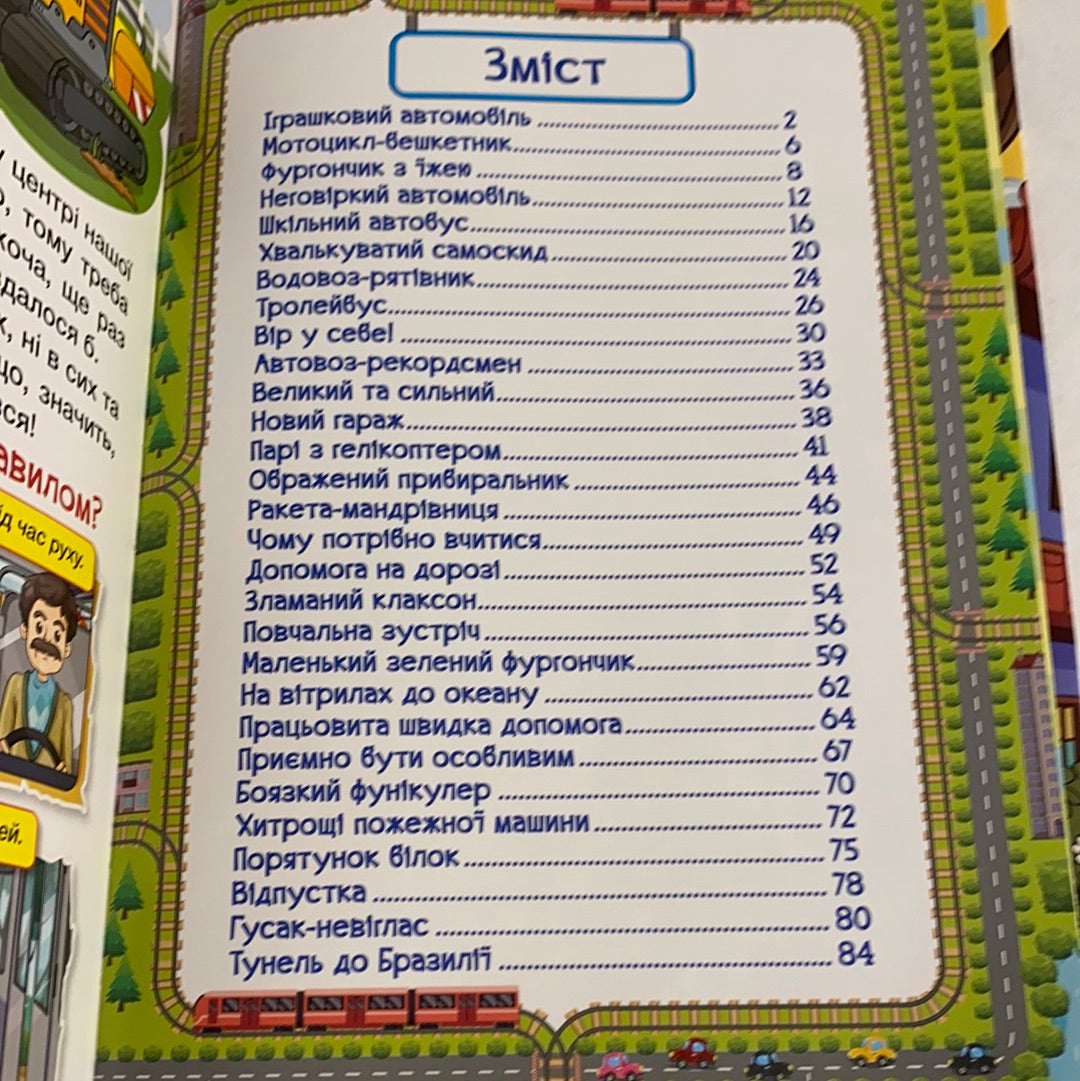 центрі нашої
, тому треба
хоча, ще раз
вдалося б.
, ні в сих та
що, значить,
вся!
авилом?
ід час руху.
ей.
Зміст
Іграшковий автомобіль 2
Мотоцикл-бешкетник 6
Фургончик з їжею 8
Неговіркий автомобіль 12
Шкільний автобус 16
Хвалькуватий самоскид 20
Водовоз-рятівник 24
Тролейбус 26
Вір у себе! 30
Автовоз-рекордсмен 33
Великий та сильний 36
Новий гараж 38
Парі з гелікоптером 41
Ображений прибиральник 44
Ракета-мандрівниця 46
Чому потрібно вчитися 49
Допомога на дорозі 52
Зламаний клаксон 54
Повчальна зустріч 56
Маленький зелений фургончик 59
На вітрилах до океану 62
Працьовита швидка допомога 64
Приємно бути особливим 67
Боязкий фунікулер 70
Хитрощі пожежної машини 72
Порятунок білок 75
Відпустка 78
Гусак-невіглас 80
Тунель до Бразилії 84